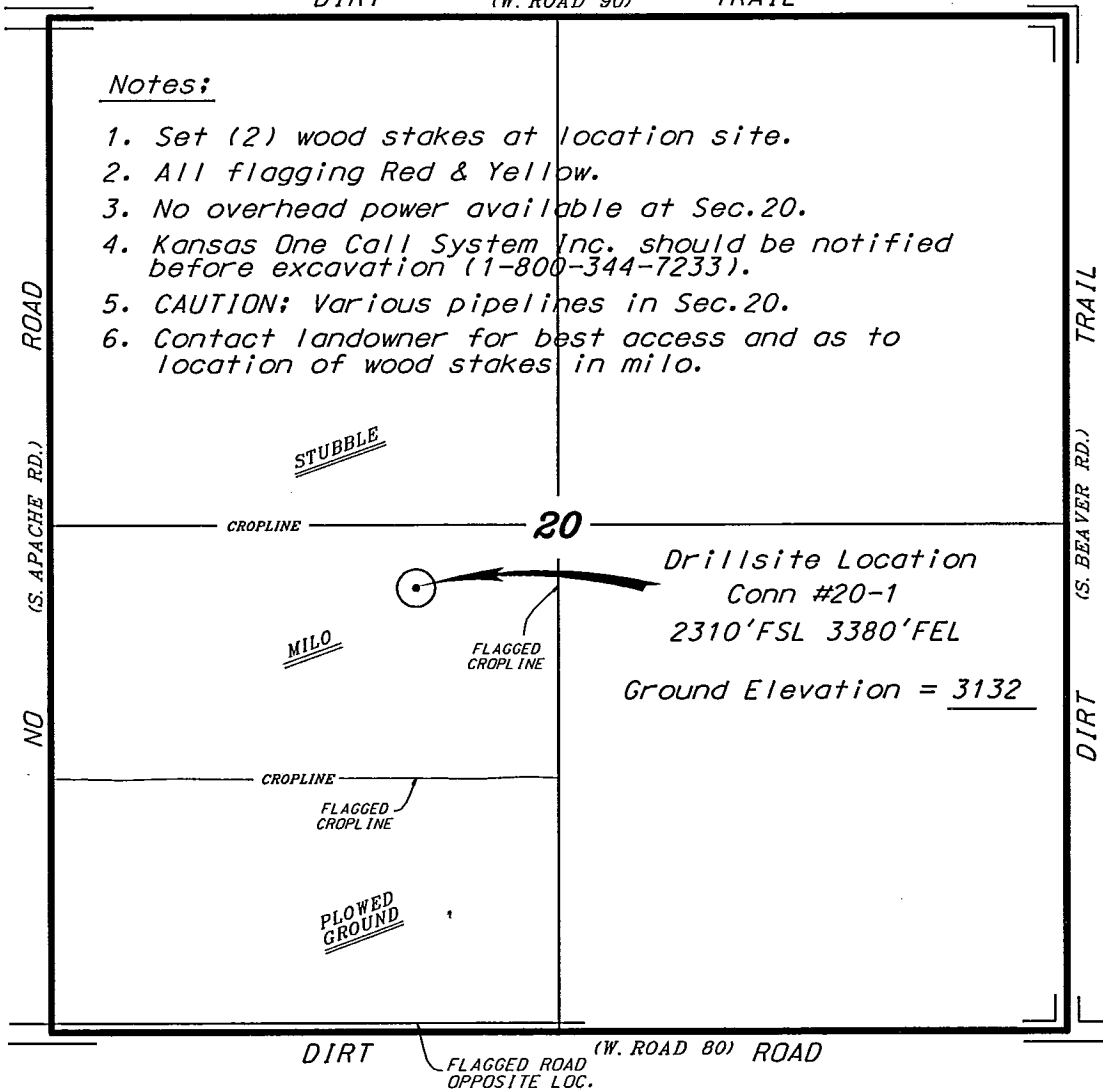 DIRT (W. ROAD 90) TRAIL
Notes:
1. Set (2) wood stakes at location site.
2. All flagging Red & Yellow.
3. No overhead power available at Sec.20.
4. Kansas One Call System Inc. should be notified
before excavation (1-800-344-7233).
5. CAUTION: Various pipelines in Sec.20.
6. Contact landowner for best access and as to
location of wood stakes in milo.
NO (S. APACHE RD.) ROAD
DIRT (S. BEAVER RD.) TRAIL
STUBBLE
CROPLINE
20
Drillsite Location
Conn #20-1
2310'FSL 3380'FEL
Ground Elevation = 3132
MILO
FLAGGED
CROPLINE
CROPLINE
FLAGGED
CROPLINE
PLOWED
GROUND
DIRT (W. ROAD 80) ROAD
FLAGGED ROAD
OPPOSITE LOC.